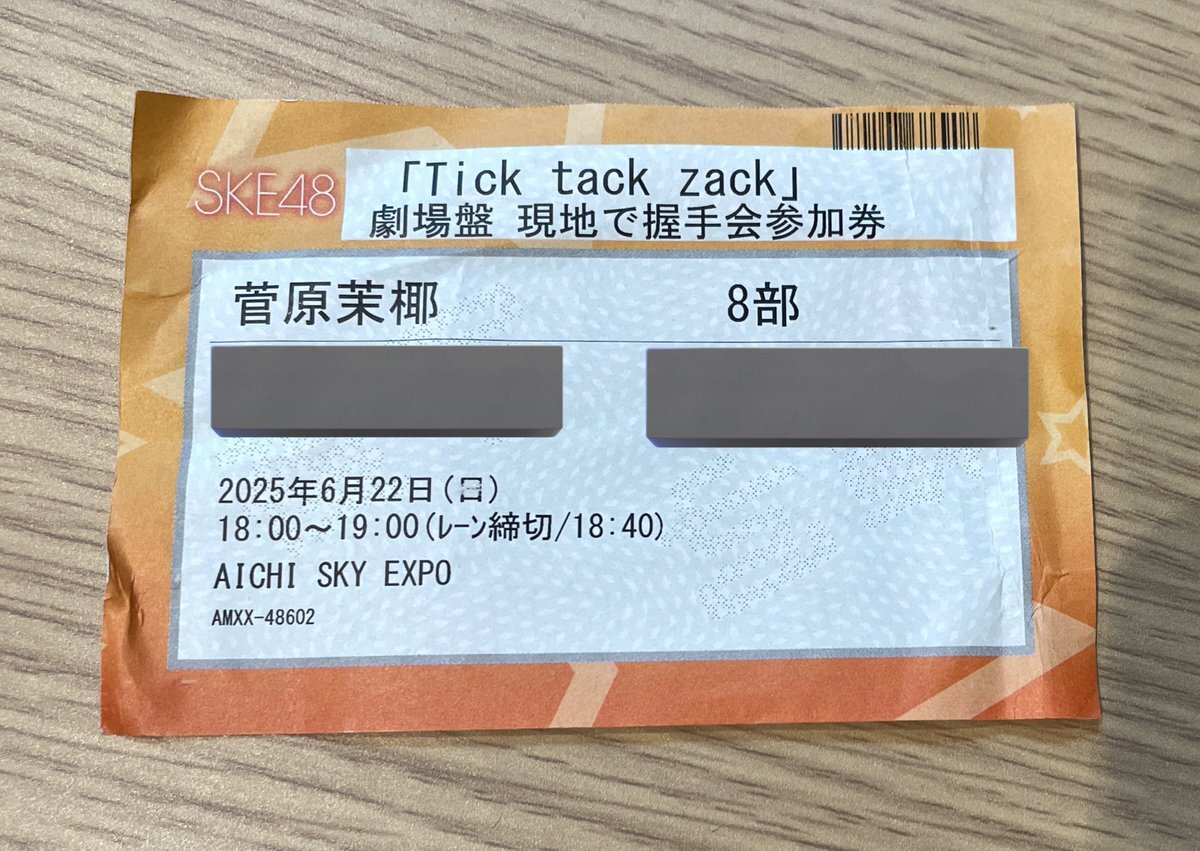 SKE48
「Tick tack zack」
劇場盤 現地で握手会参加券
菅原茉椰 8部
2025年6月22日(日)
18:00～19:00(ﾚｰﾝ締切/18:40)
AICHI SKY EXPO
AMXX-48602